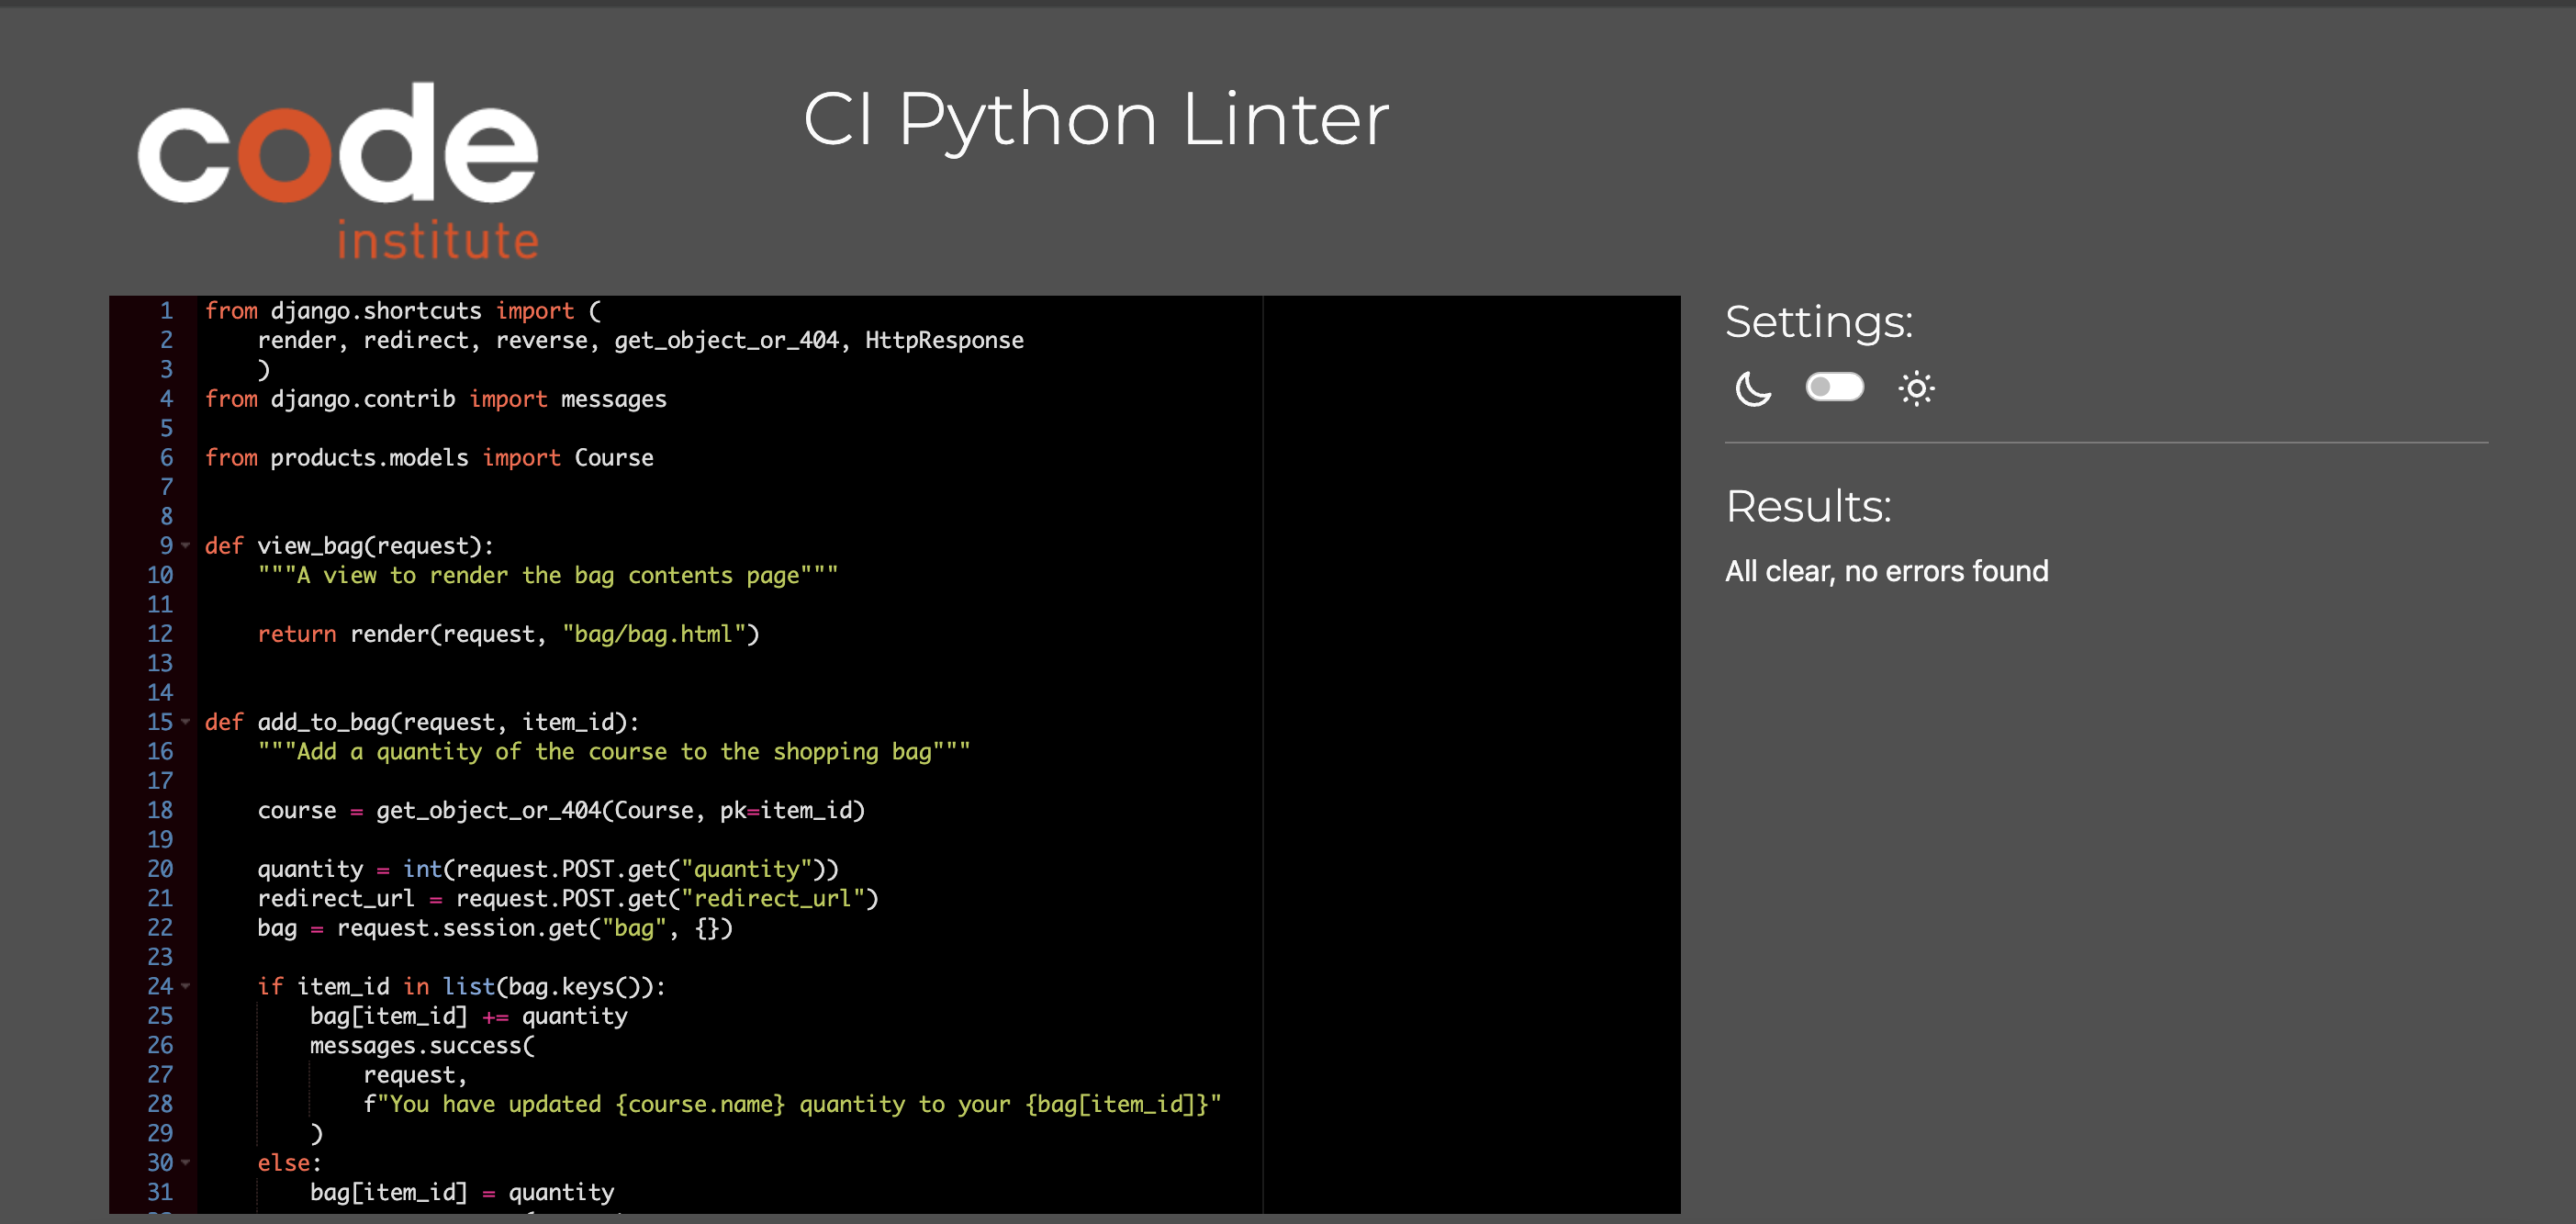 code
institute
CI Python Linter
1 from django.shortcuts import (
2     render, redirect, reverse, get_object_or_404, HttpResponse
3     )
4 from django.contrib import messages
5
6 from products.models import Course
7
8
9 def view_bag(request):
10     """A view to render the bag contents page"""
11
12     return render(request, "bag/bag.html")
13
14
15 def add_to_bag(request, item_id):
16     """Add a quantity of the course to the shopping bag"""
17
18     course = get_object_or_404(Course, pk=item_id)
19
20     quantity = int(request.POST.get("quantity"))
21     redirect_url = request.POST.get("redirect_url")
22     bag = request.session.get("bag", {})
23
24     if item_id in list(bag.keys()):
25         bag[item_id] += quantity
26         messages.success(
27             request,
28             f"You have updated {course.name} quantity to your {bag[item_id]}"
29         )
30     else:
31         bag[item_id] = quantity
Settings:
Results:
All clear, no errors found